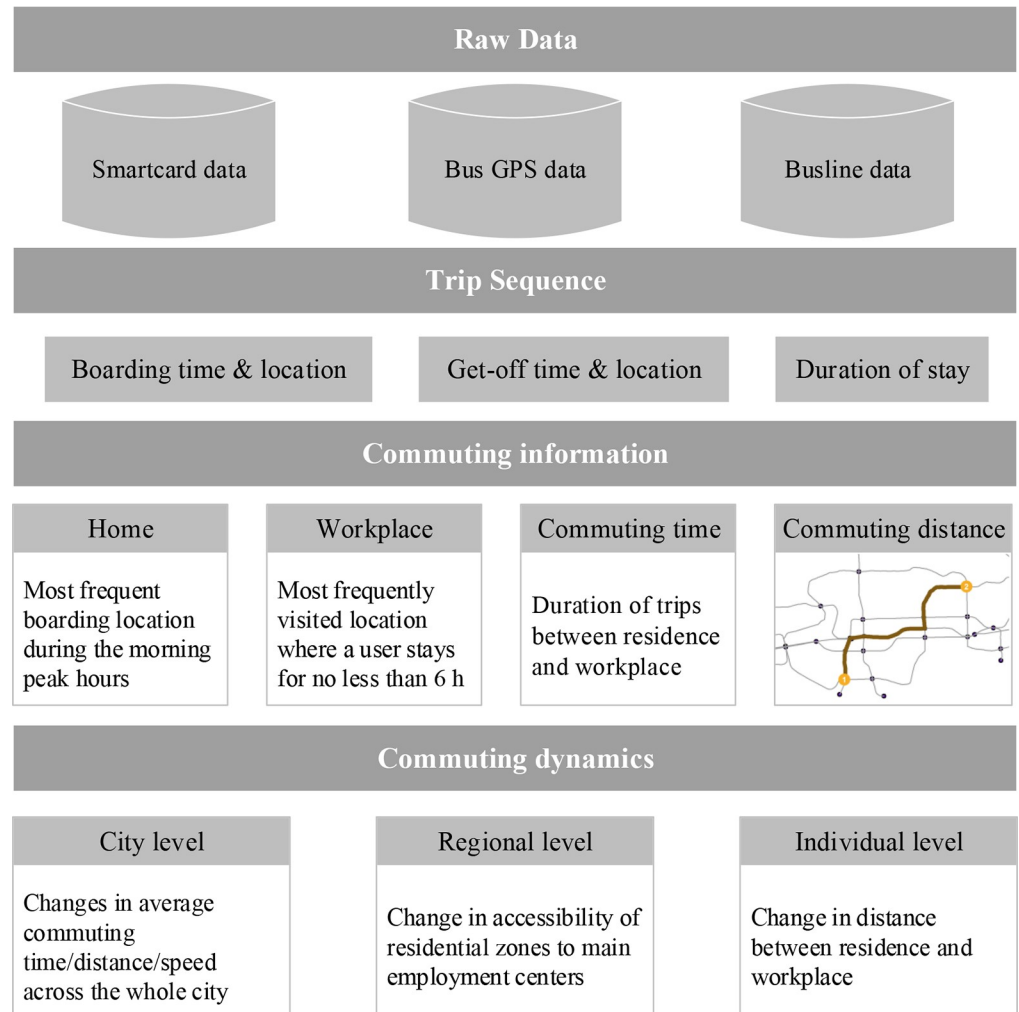 Raw Data
Smartcard data
Bus GPS data
Busline data
Trip Sequence
Boarding time & location
Get-off time & location
Duration of stay
Commuting information
Home
Most frequent
boarding location
during the morning
peak hours
Workplace
Most frequently
visited location
where a user stays
for no less than 6 h
Commuting time
Duration of trips
between residence
and workplace
Commuting distance
2
1
Commuting dynamics
City level
Changes in average
commuting
time/distance/speed
across the whole city
Regional level
Change in accessibility of
residential zones to main
employment centers
Individual level
Change in distance
between residence and
workplace